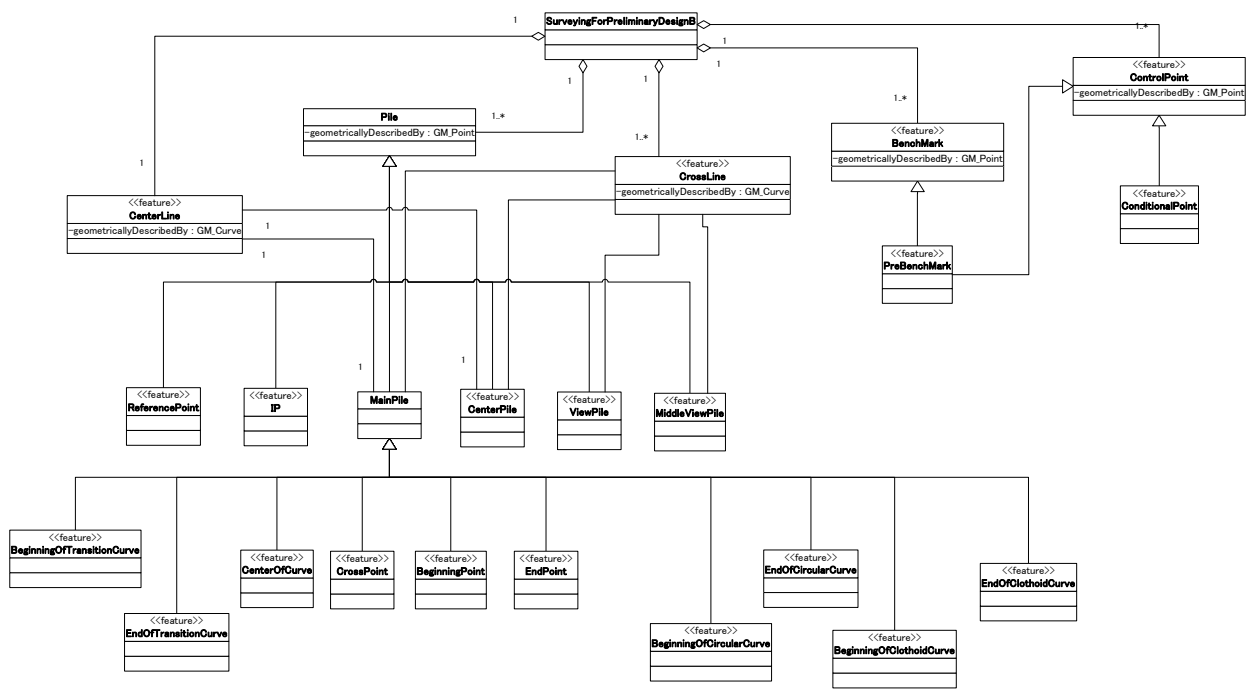 SurveyingForPreliminaryDesignB
1
1
1
1
1
1..*
<<feature>>
ControlPoint
-geometricallyDescribedBy : GM_Point
Pile
-geometricallyDescribedBy : GM_Point
1..*
1..*
1..*
<<feature>>
BenchMark
-geometricallyDescribedBy : GM_Point
1
<<feature>>
CrossLine
-geometricallyDescribedBy : GM_Curve
<<feature>>
ConditionalPoint
<<feature>>
CenterLine
-geometricallyDescribedBy : GM_Curve
1
1
<<feature>>
PreBenchMark
1
1
<<feature>>
ReferencePoint
<<feature>>
IP
MainPile
<<feature>>
CenterPile
<<feature>>
ViewPile
<<feature>>
MiddleViewPile
<<feature>>
BeginningOfTransitionCurve
<<feature>>
CenterOfCurve
<<feature>>
CrossPoint
<<feature>>
BeginningPoint
<<feature>>
EndPoint
<<feature>>
EndOfCircularCurve
<<feature>>
EndOfClothoidCurve
<<feature>>
EndOfTransitionCurve
<<feature>>
BeginningOfCircularCurve
<<feature>>
BeginningOfClothoidCurve